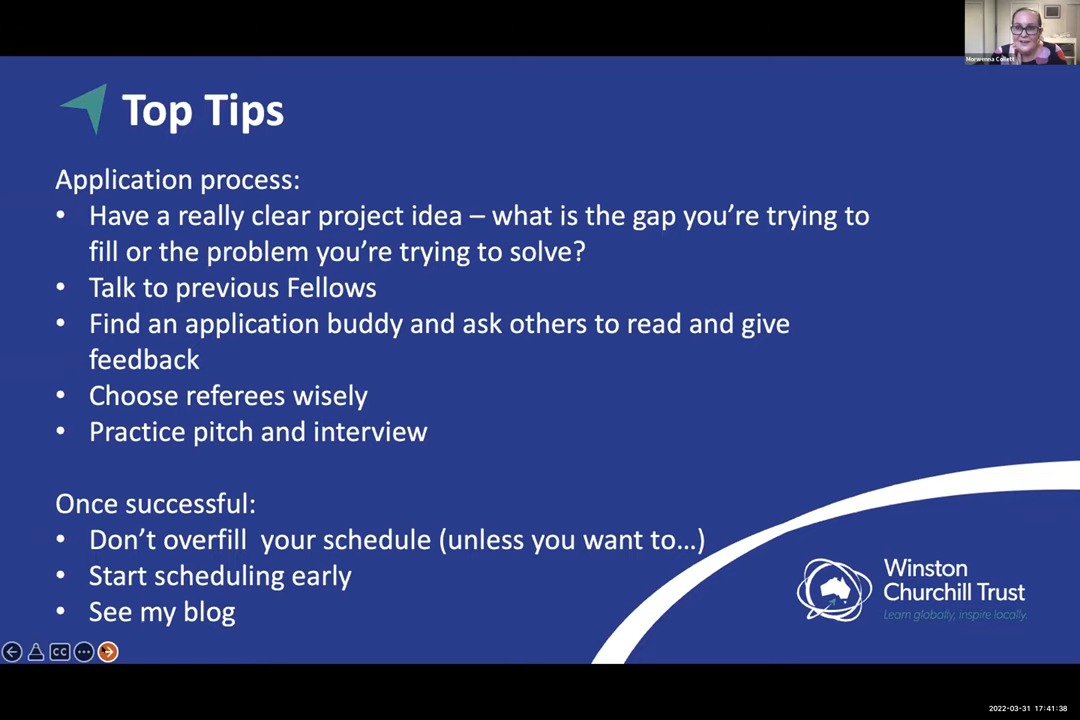 Morwenna Collett
Top Tips
Application process:
• Have a really clear project idea – what is the gap you're trying to
fill or the problem you're trying to solve?
• Talk to previous Fellows
• Find an application buddy and ask others to read and give
feedback
• Choose referees wisely
• Practice pitch and interview
Once successful:
• Don't overfill  your schedule (unless you want to…)
• Start scheduling early
• See my blog
Winston
Churchill Trust
Learn globally, inspire locally.
CC
2022-03-31 17:41:38